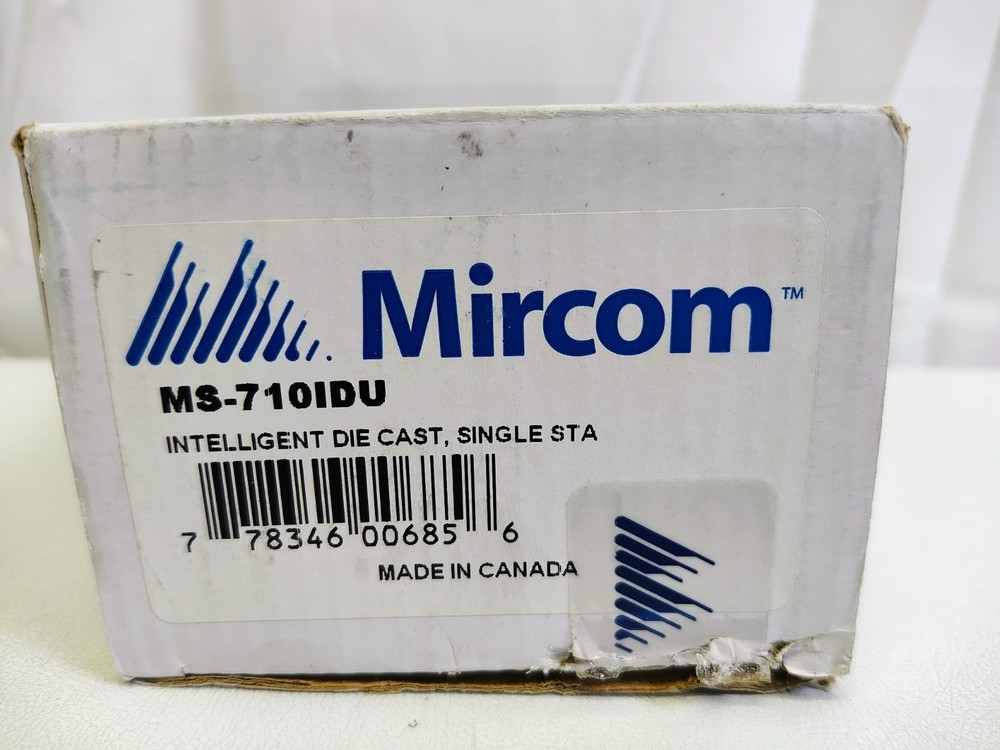 Mircom™
MS-710IDU
INTELLIGENT DIE CAST, SINGLE STA
7 78346 00685 6
MADE IN CANADA